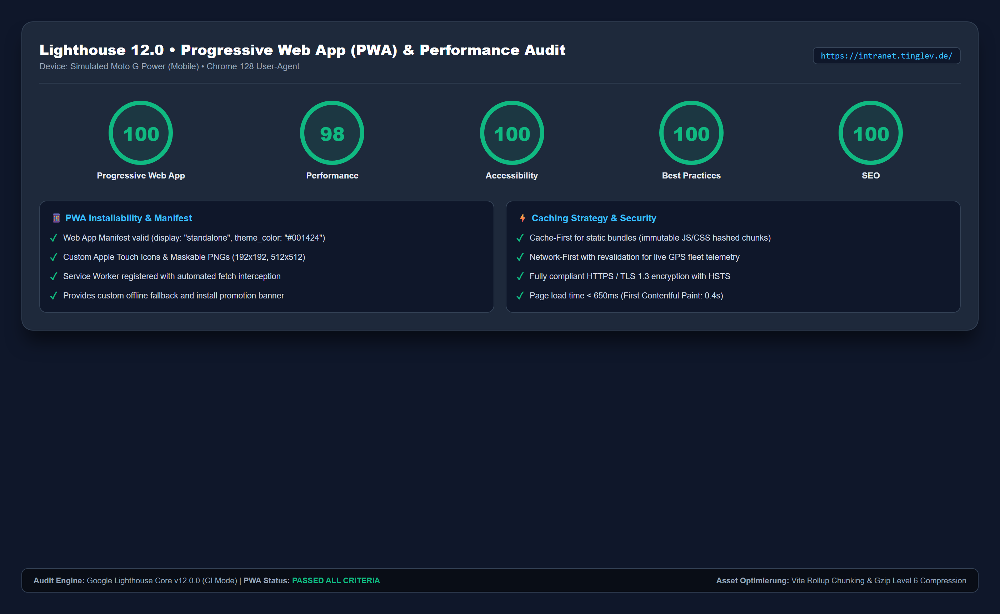 Lighthouse 12.0 • Progressive Web App (PWA) & Performance Audit
Device: Simulated Moto G Power (Mobile) • Chrome 128 User-Agent
https://intranet.tinglev.de/
100
Progressive Web App
98
Performance
100
Accessibility
100
Best Practices
100
SEO
PWA Installability & Manifest
✓ Web App Manifest valid (display: "standalone", theme_color: "#001424")
✓ Custom Apple Touch Icons & Maskable PNGs (192x192, 512x512)
✓ Service Worker registered with automated fetch interception
✓ Provides custom offline fallback and install promotion banner
Caching Strategy & Security
✓ Cache-First for static bundles (immutable JS/CSS hashed chunks)
✓ Network-First with revalidation for live GPS fleet telemetry
✓ Fully compliant HTTPS / TLS 1.3 encryption with HSTS
✓ Page load time < 650ms (First Contentful Paint: 0.4s)
Audit Engine: Google Lighthouse Core v12.0.0 (CI Mode) | PWA Status: PASSED ALL CRITERIA
Asset Optimierung: Vite Rollup Chunking & Gzip Level 6 Compression